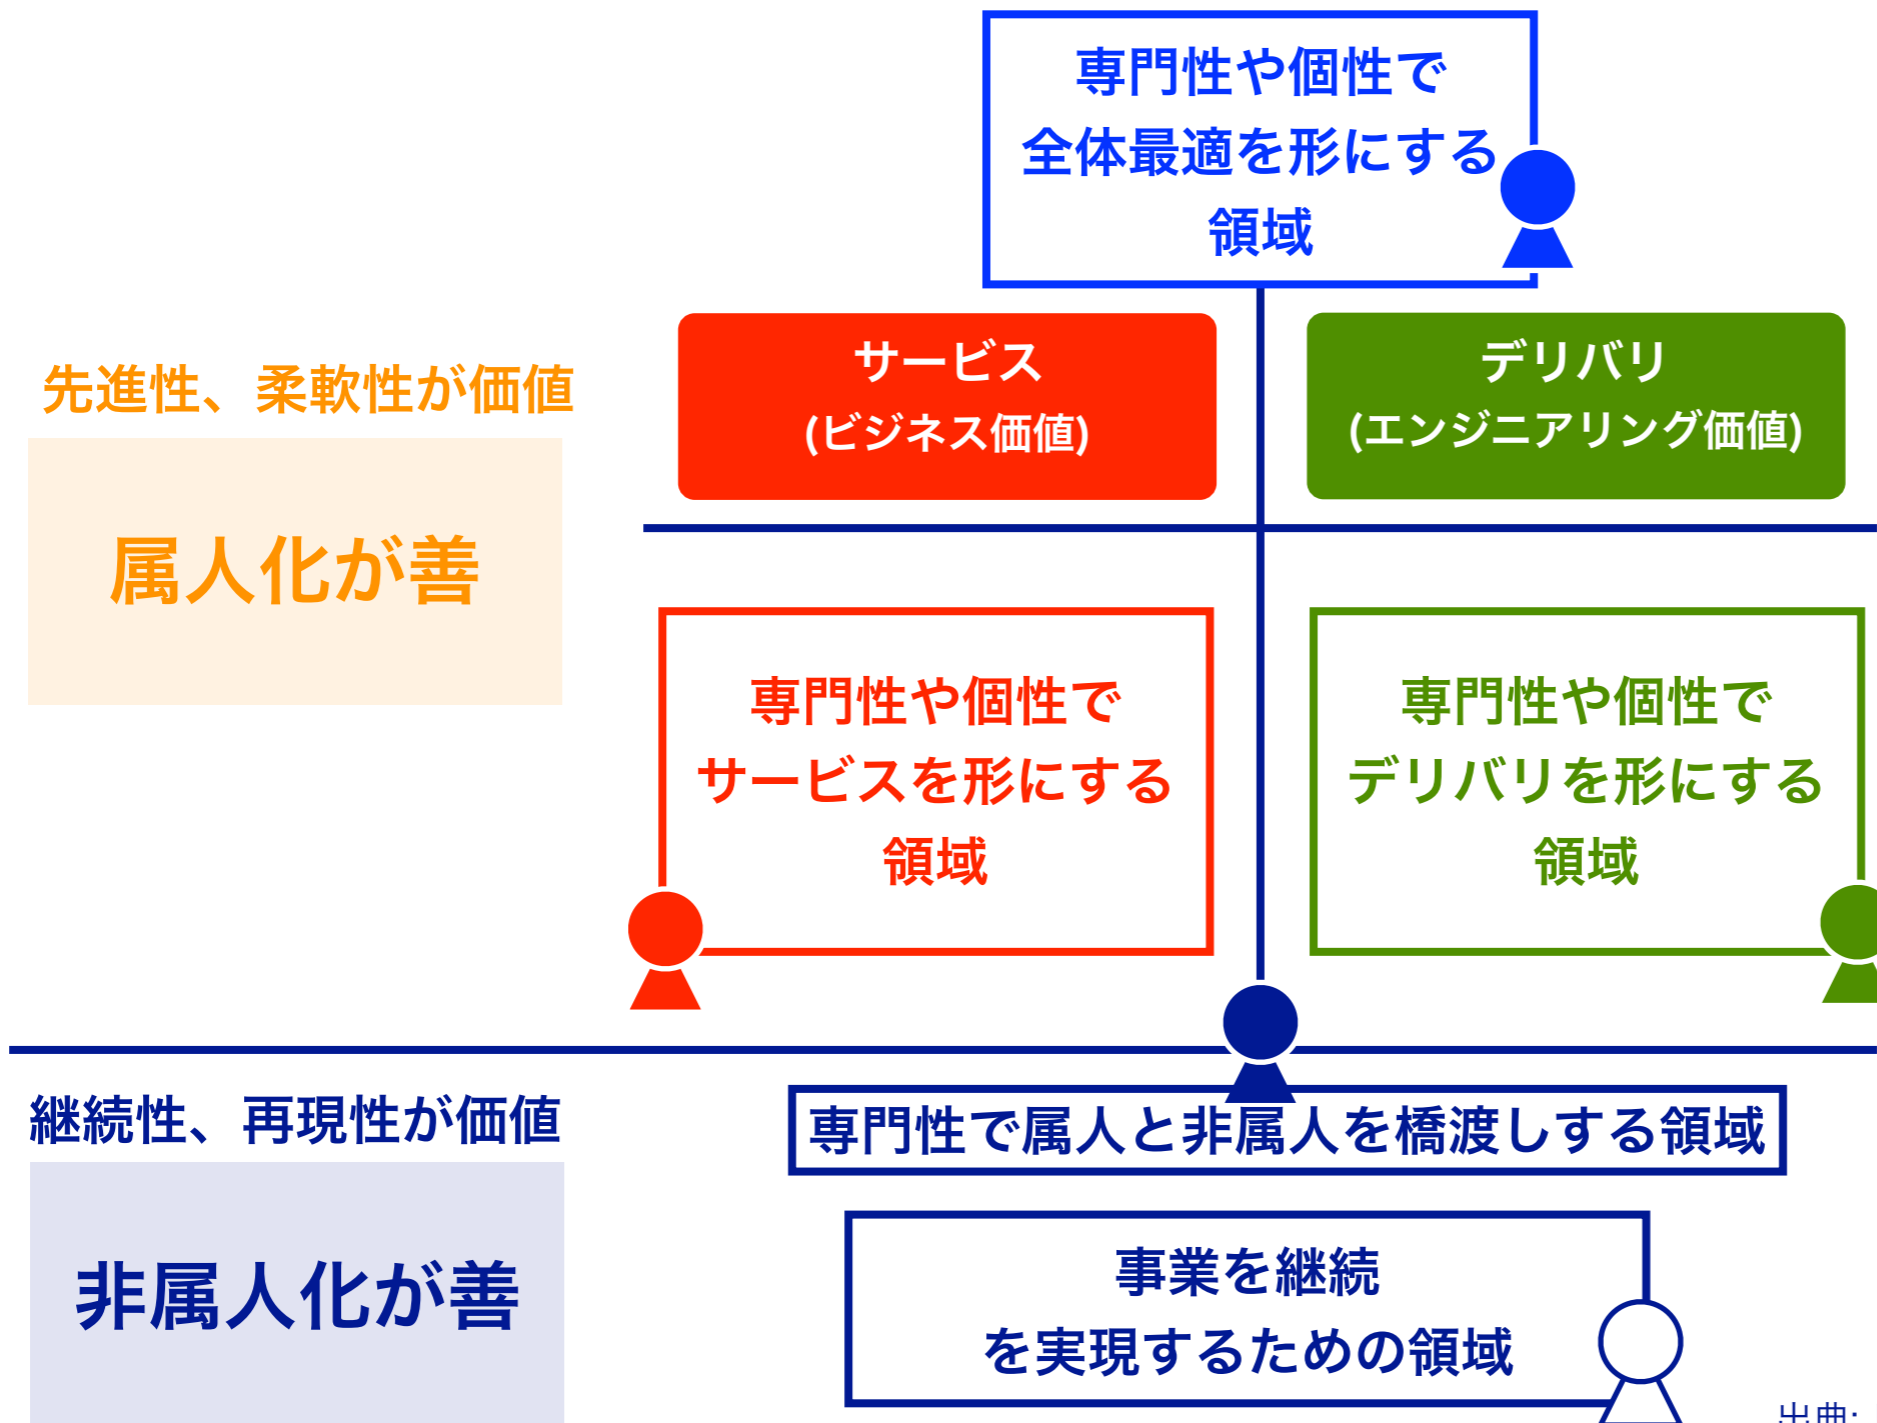 専門性や個性で
全体最適を形にする
領域
サービス
(ビジネス価値)
デリバリ
(エンジニアリング価値)
先進性、柔軟性が価値
属人化が善
専門性や個性で
サービスを形にする
領域
専門性や個性で
デリバリを形にする
領域
継続性、再現性が価値
非属人化が善
専門性で属人と非属人を橋渡しする領域
事業を継続
を実現するための領域
出典: